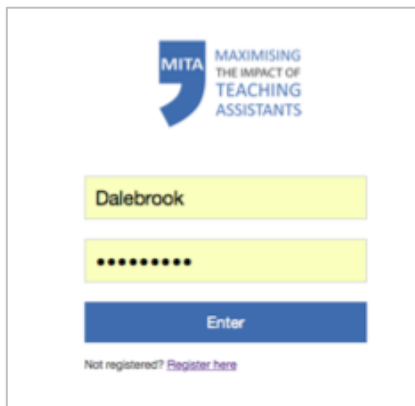 MITA
MAXIMISING
THE IMPACT OF
TEACHING
ASSISTANTS
Dalebrook
•••••••••
Enter
Not registered? Register here